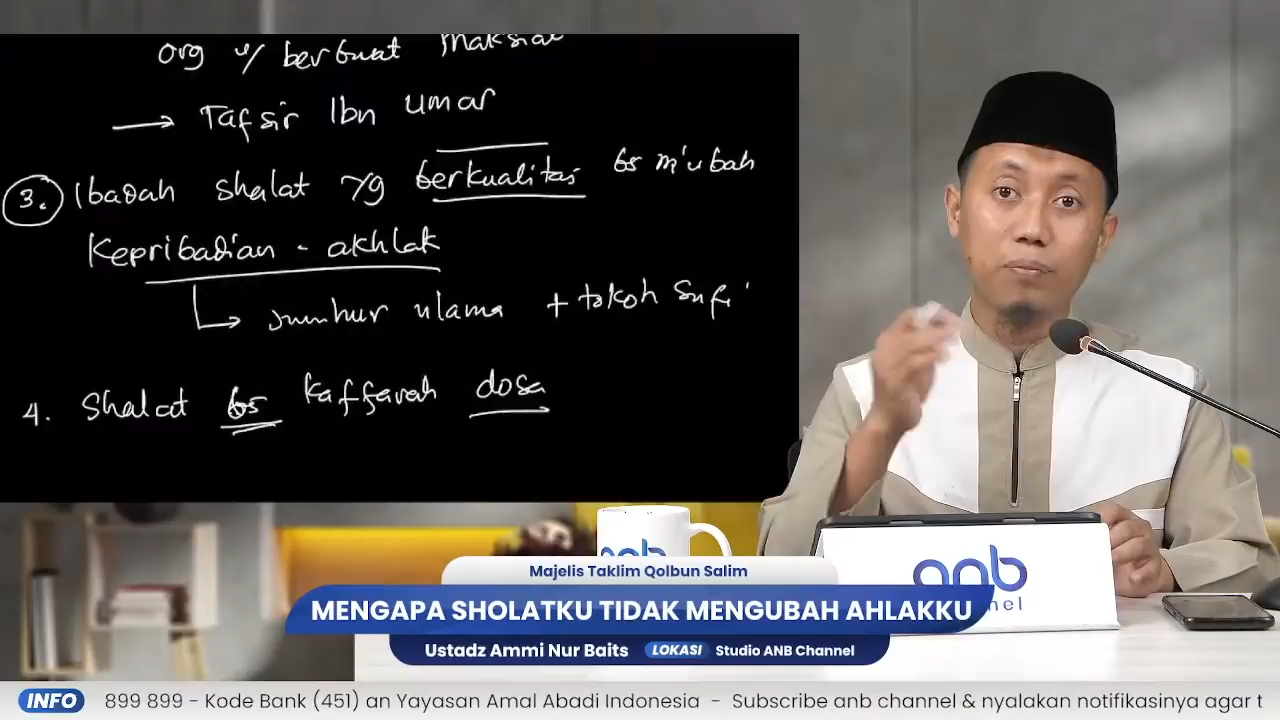 org u/ berbuat maksiat
→ Tafsir Ibn Umar
3. Ibadah shalat yg berkualitas bs m'ubah
Kepribadian - akhlak
↳ Jumhur ulama + tokoh Sufi
4. Shalat bs kaffarah dosa
anb
anb
nel
Majelis Taklim Qolbun Salim
MENGAPA SHOLATKU TIDAK MENGUBAH AHLAKKU
Ustadz Ammi Nur Baits LOKASI Studio ANB Channel
INFO 899 899 - Kode Bank (451) an Yayasan Amal Abadi Indonesia - Subscribe anb channel & nyalakan notifikasinya agar t